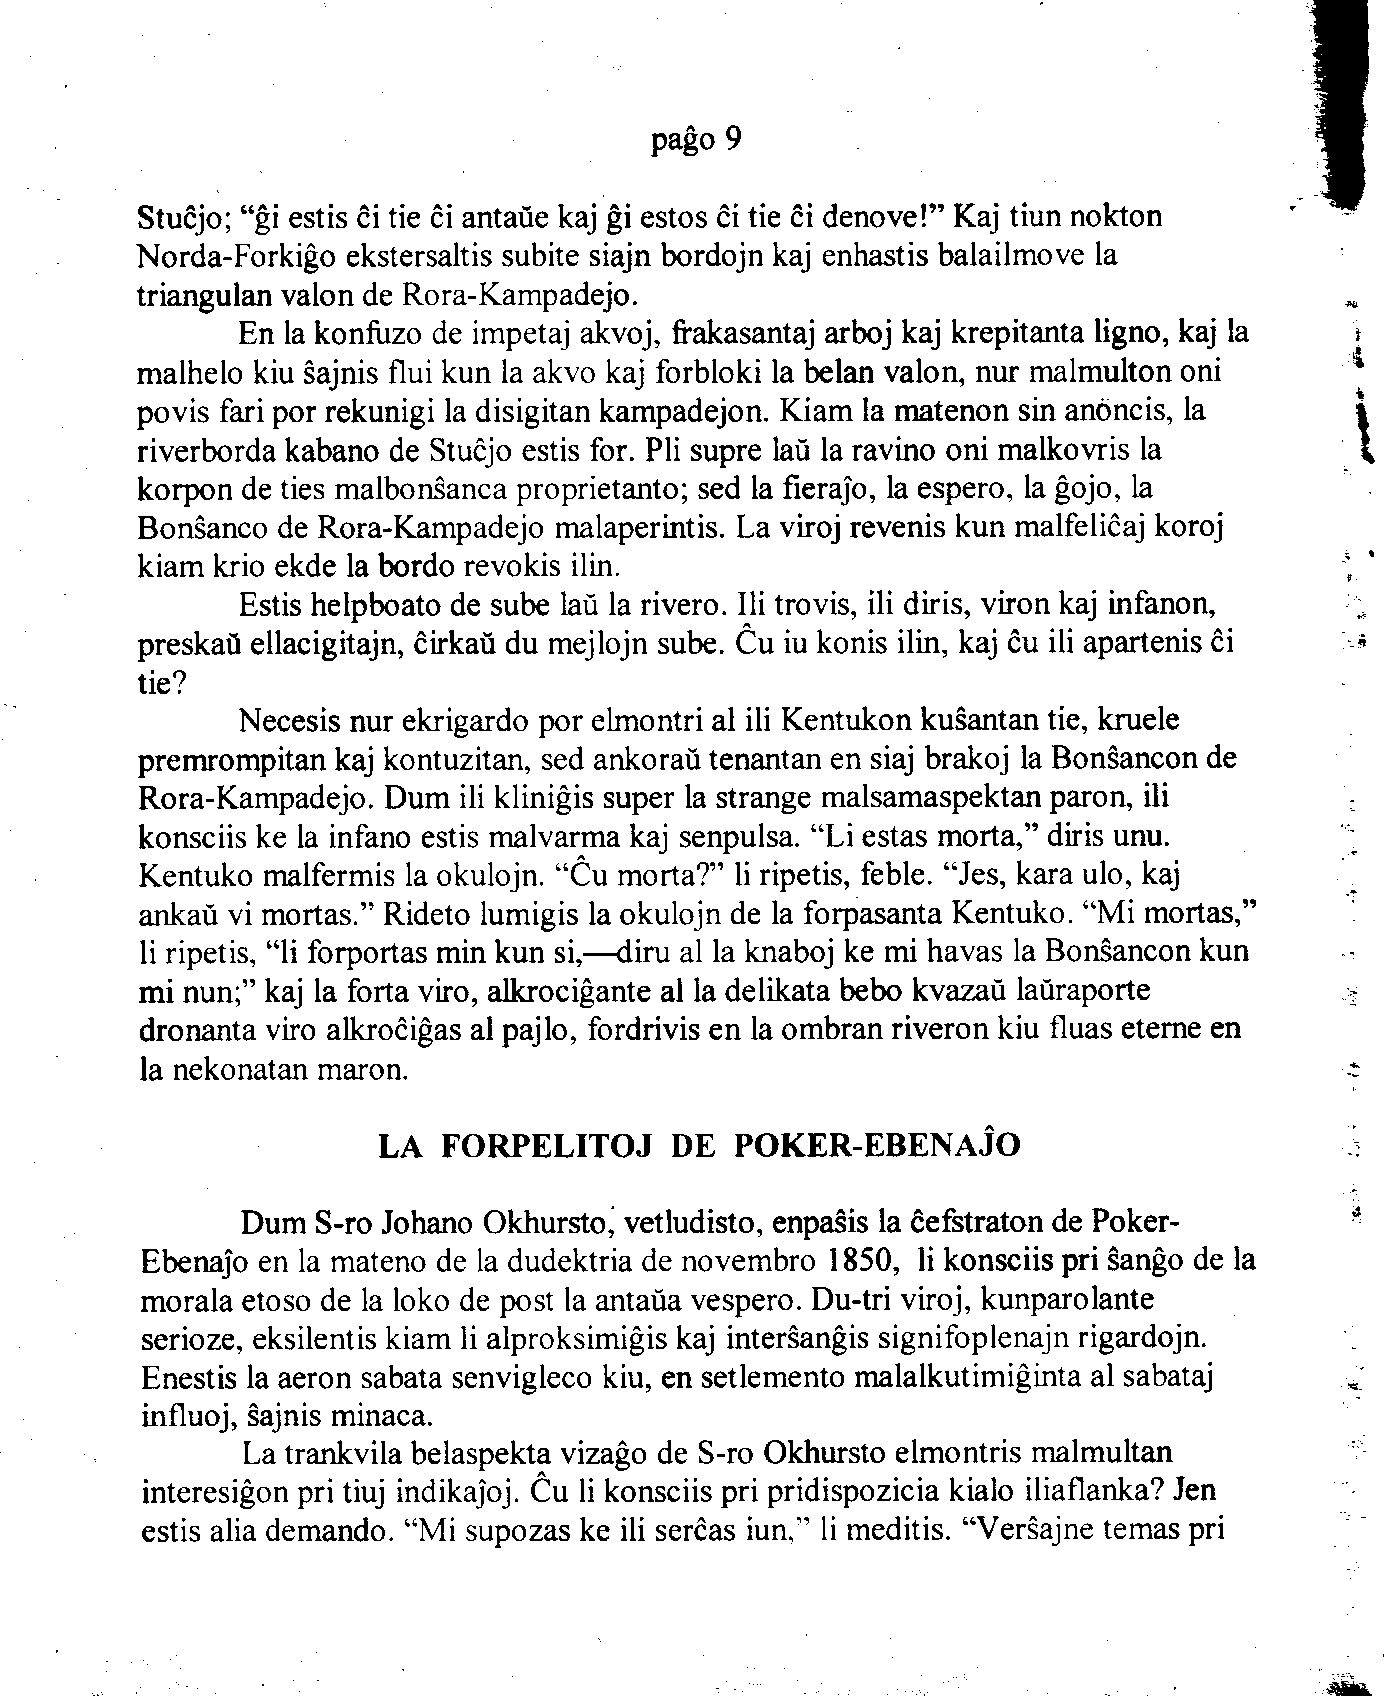 paĝo 9
Stuĉjo; “ĝi estis ĉi tie ĉi antaŭe kaj ĝi estos ĉi tie ĉi denove!” Kaj tiun nokton
Norda-Forkiĝo ekstersaltis subite siajn bordojn kaj enhastis balailmove la
triangulan valon de Rora-Kampadejo.
En la konfuzo de impetaj akvoj, frakasantaj arboj kaj krepitanta ligno, kaj la
malhelo kiu ŝajnis flui kun la akvo kaj forbloki la belan valon, nur malmulton oni
povis fari por rekunigi la disigitan kampadejon. Kiam la matenon sin anoncis, la
riverborda kabano de Stuĉjo estis for. Pli supre laŭ la ravino oni malkovris la
korpon de ties malbonŝanca proprietanto; sed la fieraĵo, la espero, la ĝojo, la
Bonŝanco de Rora-Kampadejo malaperintis. La viroj revenis kun malfeliĉaj koroj
kiam krio ekde la bordo revokis ilin.
Estis helpboato de sube laŭ la rivero. Ili trovis, ili diris, viron kaj infanon,
preskaŭ ellacigitajn, ĉirkaŭ du mejlojn sube. Ĉu iu konis ilin, kaj ĉu ili apartenis ĉi
tie?
Necesis nur ekrigardo por elmontri al ili Kentukon kuŝantan tie, kruele
premrompitan kaj kontuzitan, sed ankoraŭ tenantan en siaj brakoj la Bonŝancon de
Rora-Kampadejo. Dum ili kliniĝis super la strange malsamaspektan paron, ili
konsciis ke la infano estis malvarma kaj senpulsa. “Li estas morta,” diris unu.
Kentuko malfermis la okulojn. “Ĉu morta?” li ripetis, feble. “Jes, kara ulo, kaj
ankaŭ vi mortas.” Rideto lumigis la okulojn de la forpasanta Kentuko. “Mi mortas,”
li ripetis, “li forportas min kun si,—diru al la knaboj ke mi havas la Bonŝancon kun
mi nun;” kaj la forta viro, alkrociĝante al la delikata bebo kvazaŭ laŭraporte
dronanta viro alkroĉiĝas al pajlo, fordrivis en la ombran riveron kiu fluas eterne en
la nekonatan maron.
LA FORPELITOJ DE POKER-EBENAĴO
Dum S-ro Johano Okhursto, vetludisto, enpaŝis la ĉefstraton de Poker-
Ebenaĵo en la mateno de la dudektria de novembro 1850, li konsciis pri ŝanĝo de la
morala etoso de la loko de post la antaŭa vespero. Du-tri viroj, kunparolante
serioze, eksilentis kiam li alproksimiĝis kaj interŝanĝis signifoplenajn rigardojn.
Enestis la aeron sabata senvigleco kiu, en setlemento malalkutimiĝinta al sabataj
influoj, ŝajnis minaca.
La trankvila belaspekta vizaĝo de S-ro Okhursto elmontris malmultan
interesiĝon pri tiuj indikaĵoj. Ĉu li konsciis pri pridispozicia kialo iliaflanka? Jen
estis alia demando. “Mi supozas ke ili serĉas iun,” li meditis. “Verŝajne temas pri